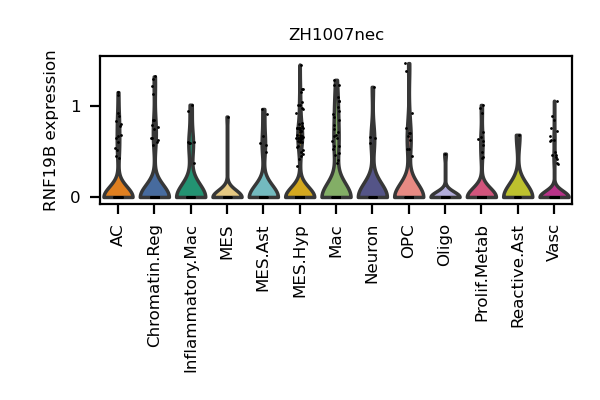 ZH1007nec
RNF19B expression
1
0
AC
Chromatin.Reg
Inflammatory.Mac
MES
MES.Ast
MES.Hyp
Mac
Neuron
OPC
Oligo
Prolif.Metab
Reactive.Ast
Vasc